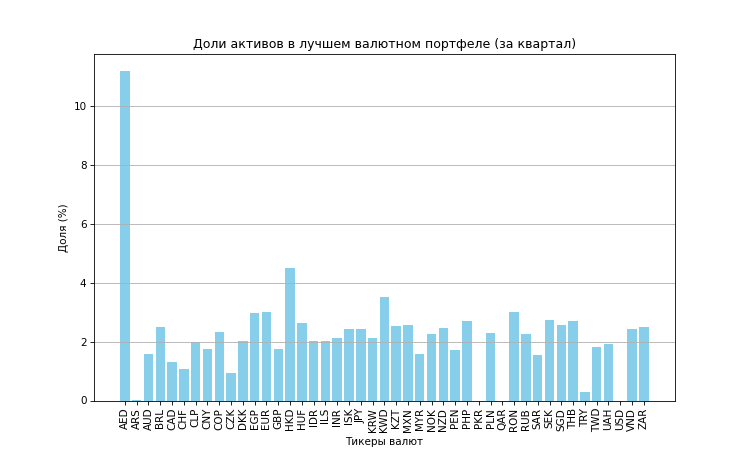 Доли активов в лучшем валютном портфеле (за квартал)
Доля (%)
10
8
6
4
2
0
AED ARS AUD BRL CAD CHF CLP CNY COP CZK DKK EGP EUR GBP HKD HUF IDR ILS INR ISK JPY KRW KWD KZT MXN MYR NOK NZD PEN PHP PKR PLN QAR RON RUB SAR SEK SGD THB TRY TWD UAH USD VND ZAR
Тикеры валют